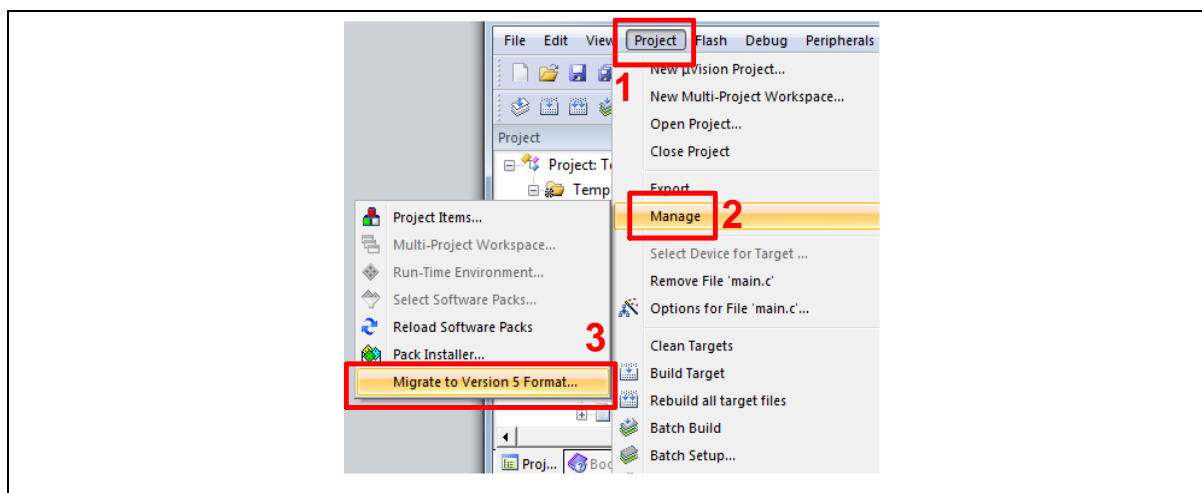 File Edit View Project Flash Debug Peripherals
1
New µVision Project...
New Multi-Project Workspace...
Open Project...
Close Project
Project
Project:
Export
Manage 2
Select Device for Target ...
Remove File 'main.c'
Options for File 'main.c'...
Clean Targets
Build Target
Rebuild all target files
Batch Build
Batch Setup...
Project Items...
Multi-Project Workspace...
Run-Time Environment...
Select Software Packs...
Reload Software Packs
3
Pack Installer...
Migrate to Version 5 Format...
Proj...